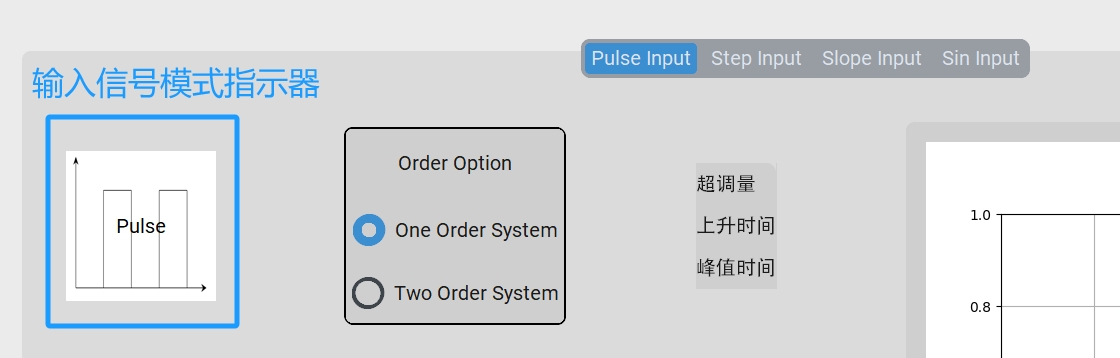 Pulse Input
Step Input
Slope Input
Sin Input
输入信号模式指示器
Pulse
Order Option
One Order System
Two Order System
超调量
上升时间
峰值时间
1.0
0.8